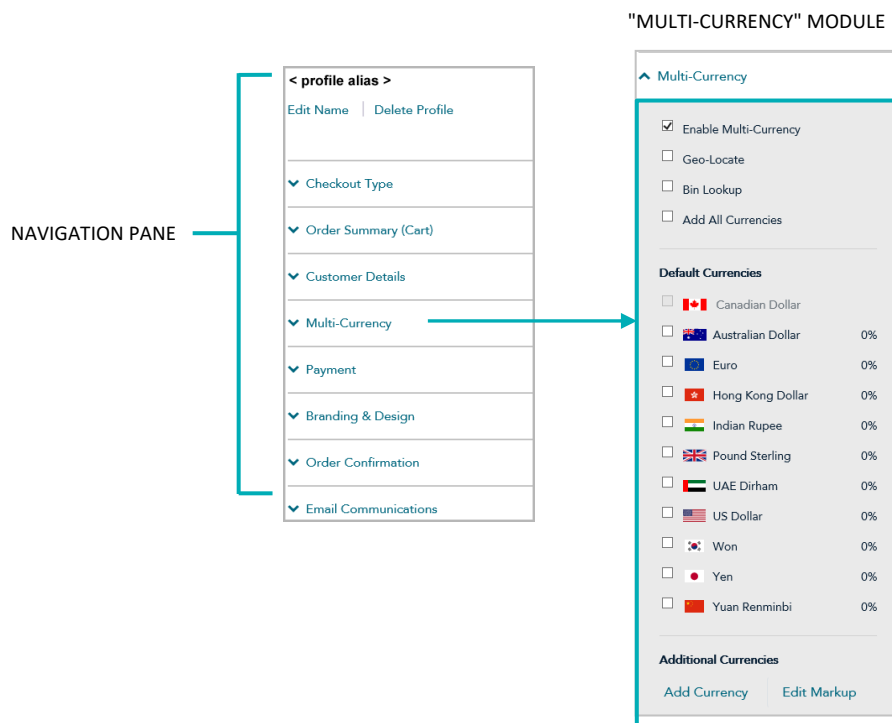 "MULTI-CURRENCY" MODULE
< profile alias >
Edit Name | Delete Profile
Checkout Type
Order Summary (Cart)
NAVIGATION PANE
Customer Details
Multi-Currency
Payment
Branding & Design
Order Confirmation
Email Communications
Multi-Currency
Enable Multi-Currency
Geo-Locate
Bin Lookup
Add All Currencies
Default Currencies
Canadian Dollar
Australian Dollar 0%
Euro 0%
Hong Kong Dollar 0%
Indian Rupee 0%
Pound Sterling 0%
UAE Dirham 0%
US Dollar 0%
Won 0%
Yen 0%
Yuan Renminbi 0%
Additional Currencies
Add Currency | Edit Markup